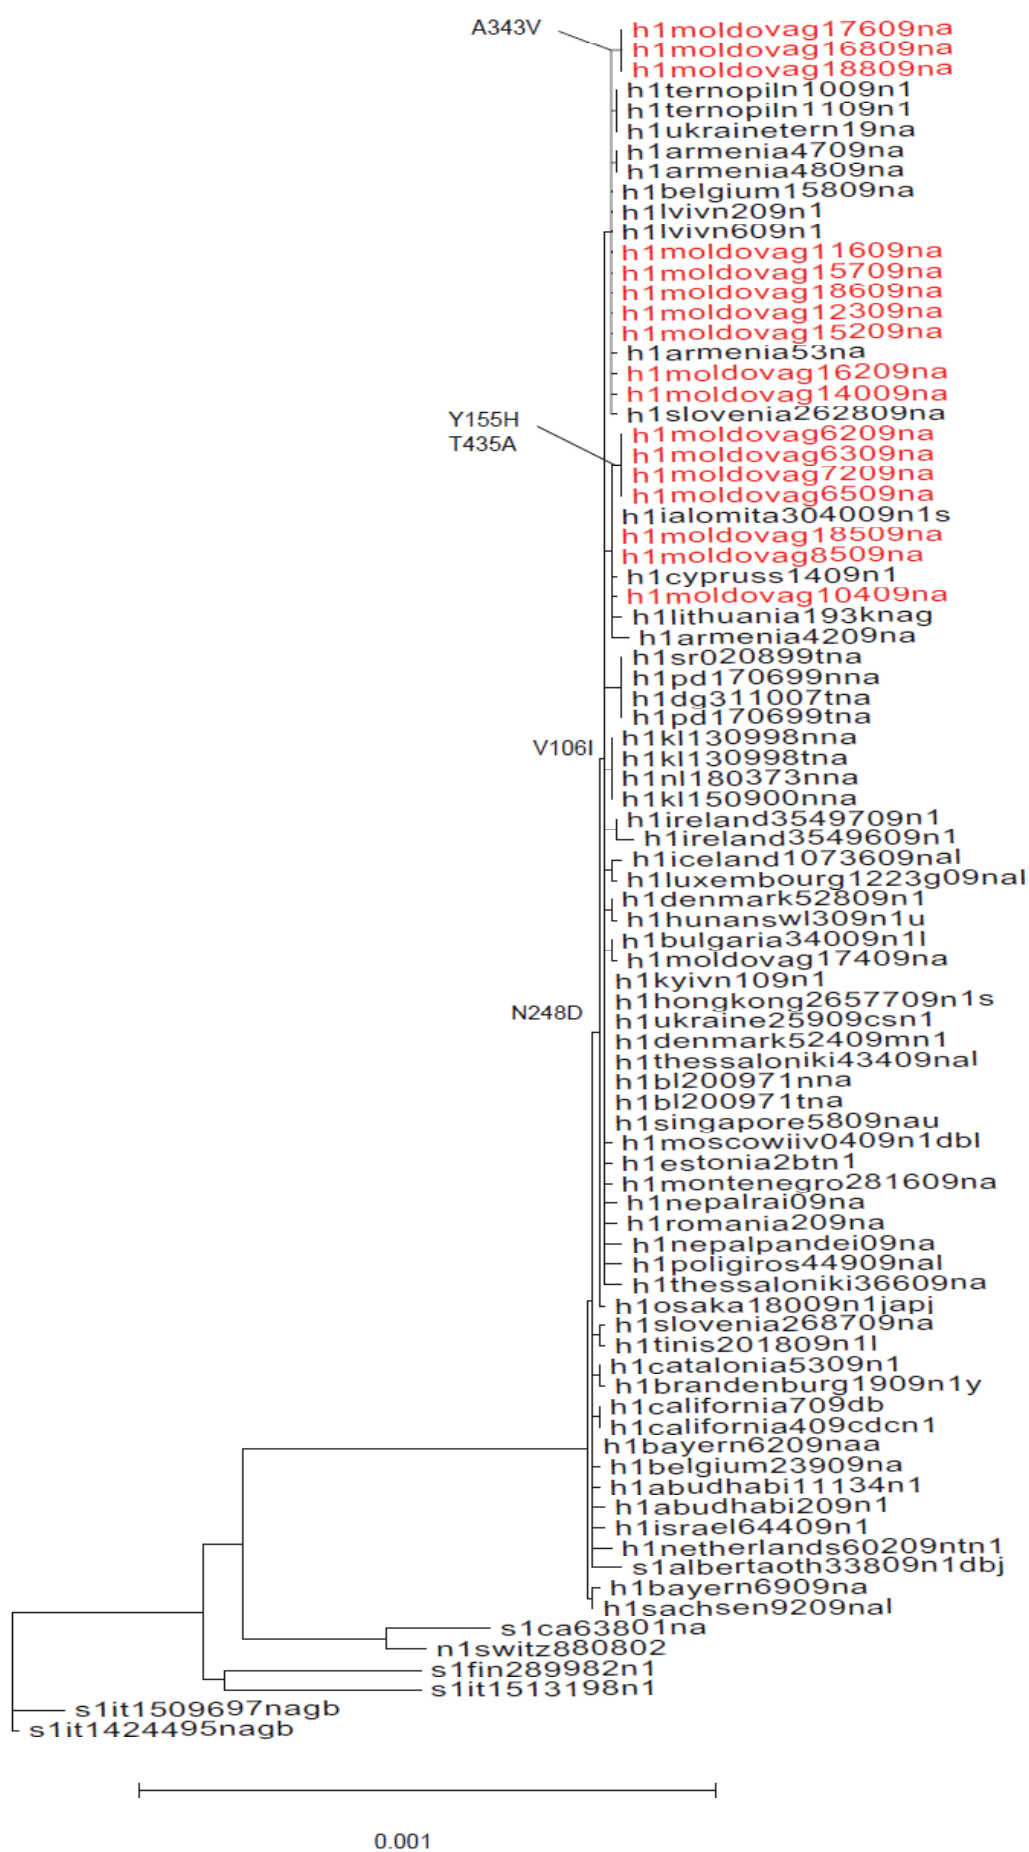 A343V
h1moldovag17609na
h1moldovag16809na
h1moldovag18809na
h1ternopiln1009n1
h1ternopiln1109n1
h1ukrainetern19na
h1armenia4709na
h1armenia4809na
h1belgium15809na
h1lvivn209n1
h1lvivn609n1
h1moldovag11609na
h1moldovag15709na
h1moldovag18609na
h1moldovag12309na
h1moldovag15209na
h1armenia53na
h1moldovag16209na
h1moldovag14009na
h1slovenia262809na
Y155H
T435A
h1moldovag6209na
h1moldovag6309na
h1moldovag7209na
h1moldovag6509na
h1ialomita304009n1s
h1moldovag18509na
h1moldovag8509na
h1cypruss1409n1
h1moldovag10409na
h1lithuania193knag
h1armenia4209na
h1sr020899tna
h1pd170699nna
h1dg311007tna
h1pd170699tna
V106I
h1kl130998nna
h1kl130998tna
h1nl180373nna
h1kl150900nna
h1ireland3549709n1
h1ireland3549609n1
h1iceland1073609nal
h1luxembourg1223g09nal
h1denmark52809n1
h1hunanswl309n1u
h1bulgaria34009n1l
h1moldovag17409na
h1kyivn109n1
h1hongkong2657709n1s
N248D
h1ukraine25909csn1
h1denmark52409mn1
h1thessaloniki43409nal
h1bl200971nna
h1bl200971tna
h1singapore5809nau
h1moscowiiv0409n1dbl
h1estonia2btn1
h1montenegro281609na
h1nepalrai09na
h1romania209na
h1nepalpandei09na
h1poligiros44909nal
h1thessaloniki36609na
h1osaka18009n1japj
h1slovenia268709na
h1tinis201809n1l
h1catalonia5309n1
h1brandenburg1909n1y
h1california709db
h1california409cdcn1
h1bayern6209naa
h1belgium23909na
h1abudhabi11134n1
h1abudhabi209n1
h1israel64409n1
h1netherlands60209ntn1
s1albertaoth33809n1dbj
h1bayern6909na
h1sachsen9209nal
s1ca63801na
n1switz880802
s1fin289982n1
s1it1513198n1
s1it1509697nagb
s1it1424495nagb
0.001